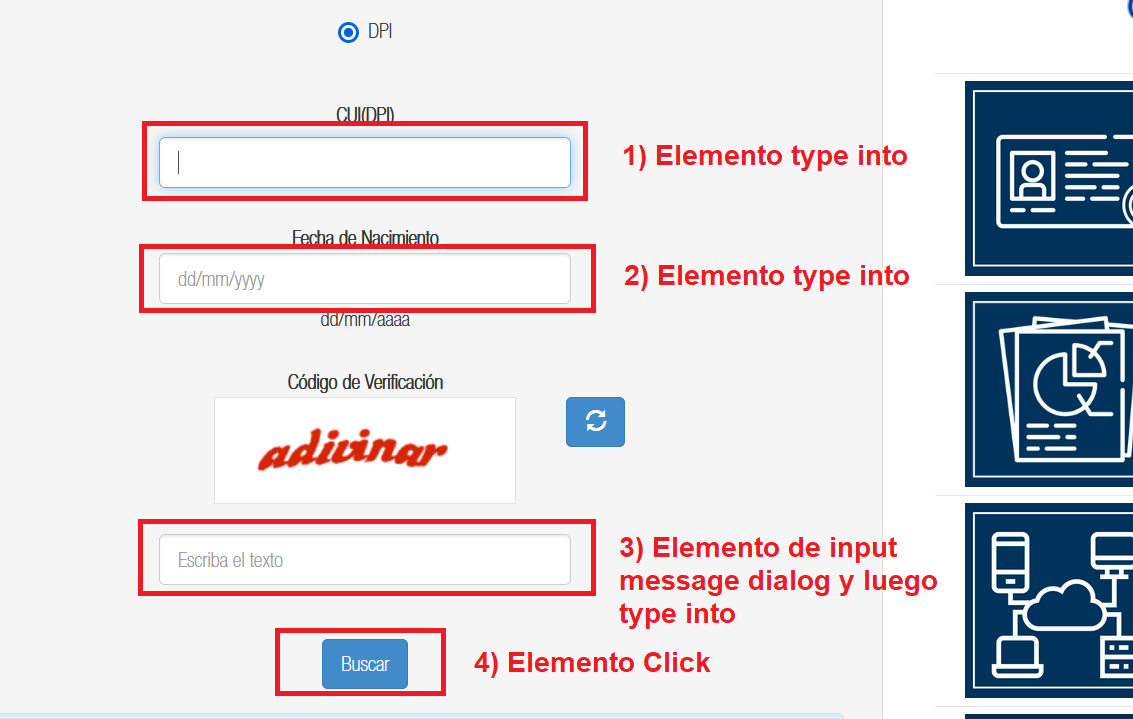 DPI
CUI(DPI)
1) Elemento type into
Fecha de Nacimiento
dd/mm/yyyy
2) Elemento type into
dd/mm/aaaa
Código de Verificación
adivinar
Escriba el texto
3) Elemento de input
message dialog y luego
type into
Buscar
4) Elemento Click